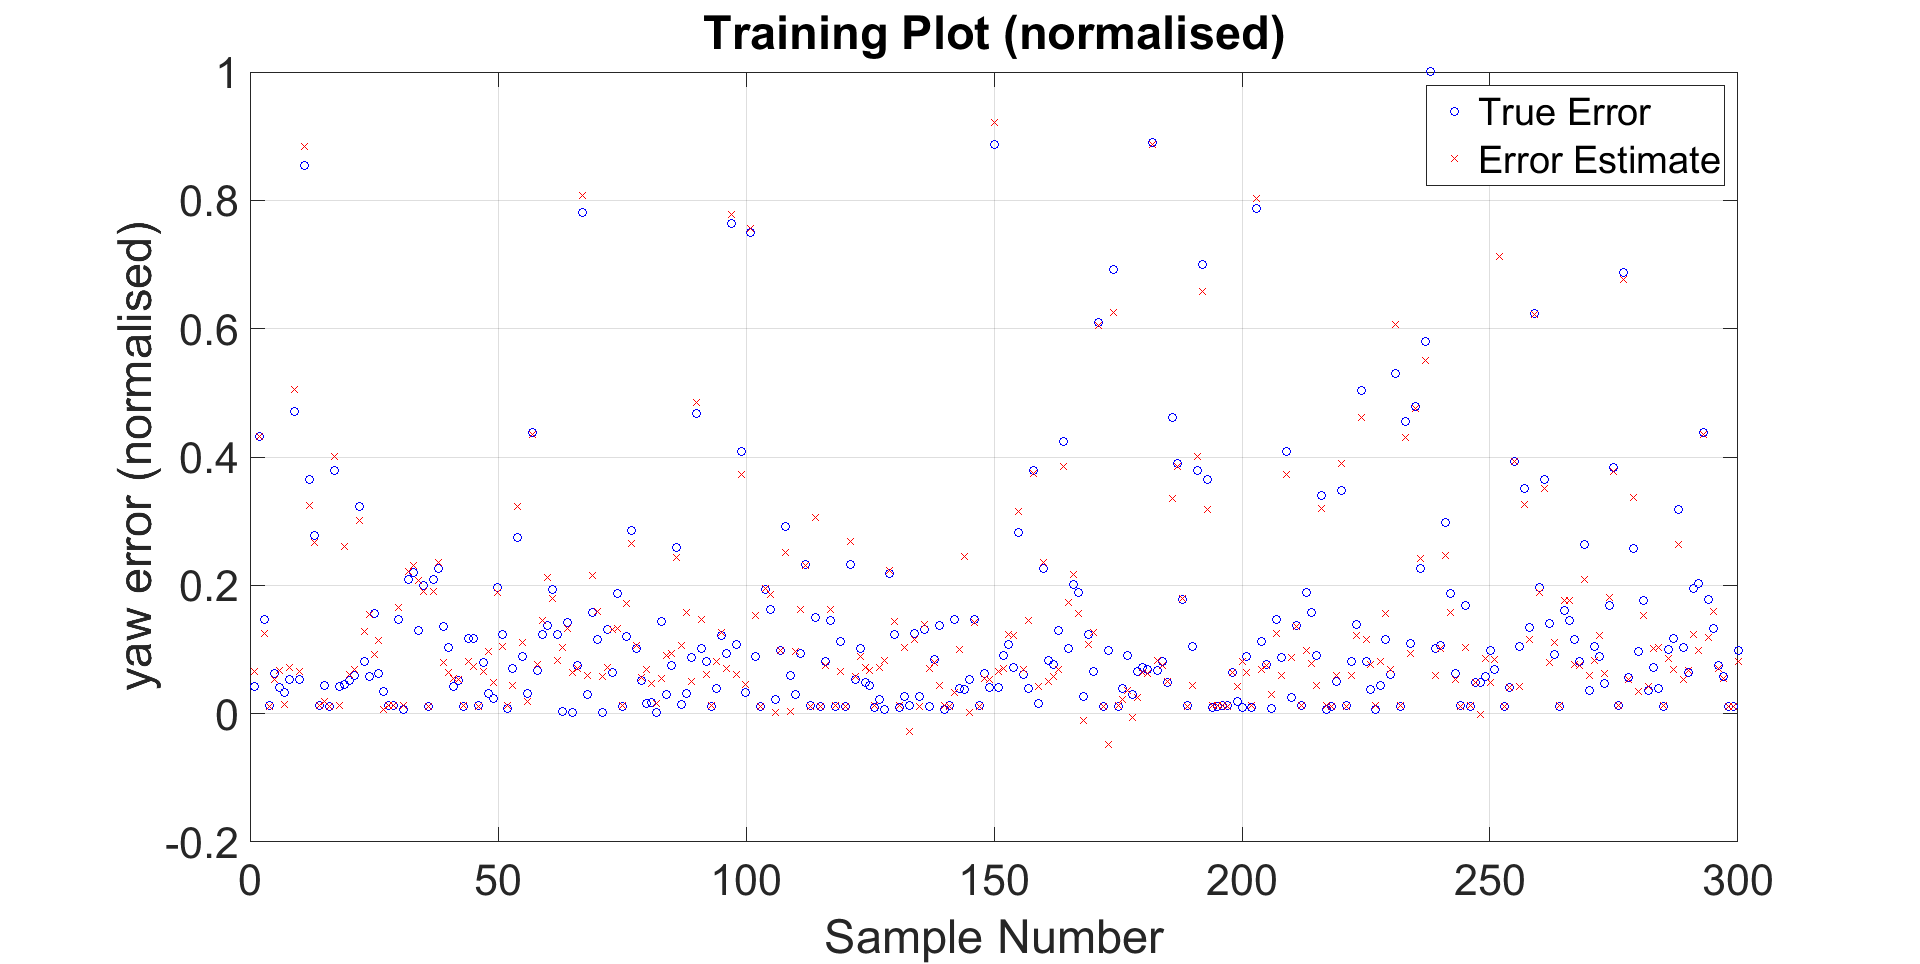 Training Plot (normalised)
1
0.8
0.6
0.4
0.2
0
-0.2
yaw error (normalised)
True Error
Error Estimate
0 50 100 150 200 250 300
Sample Number